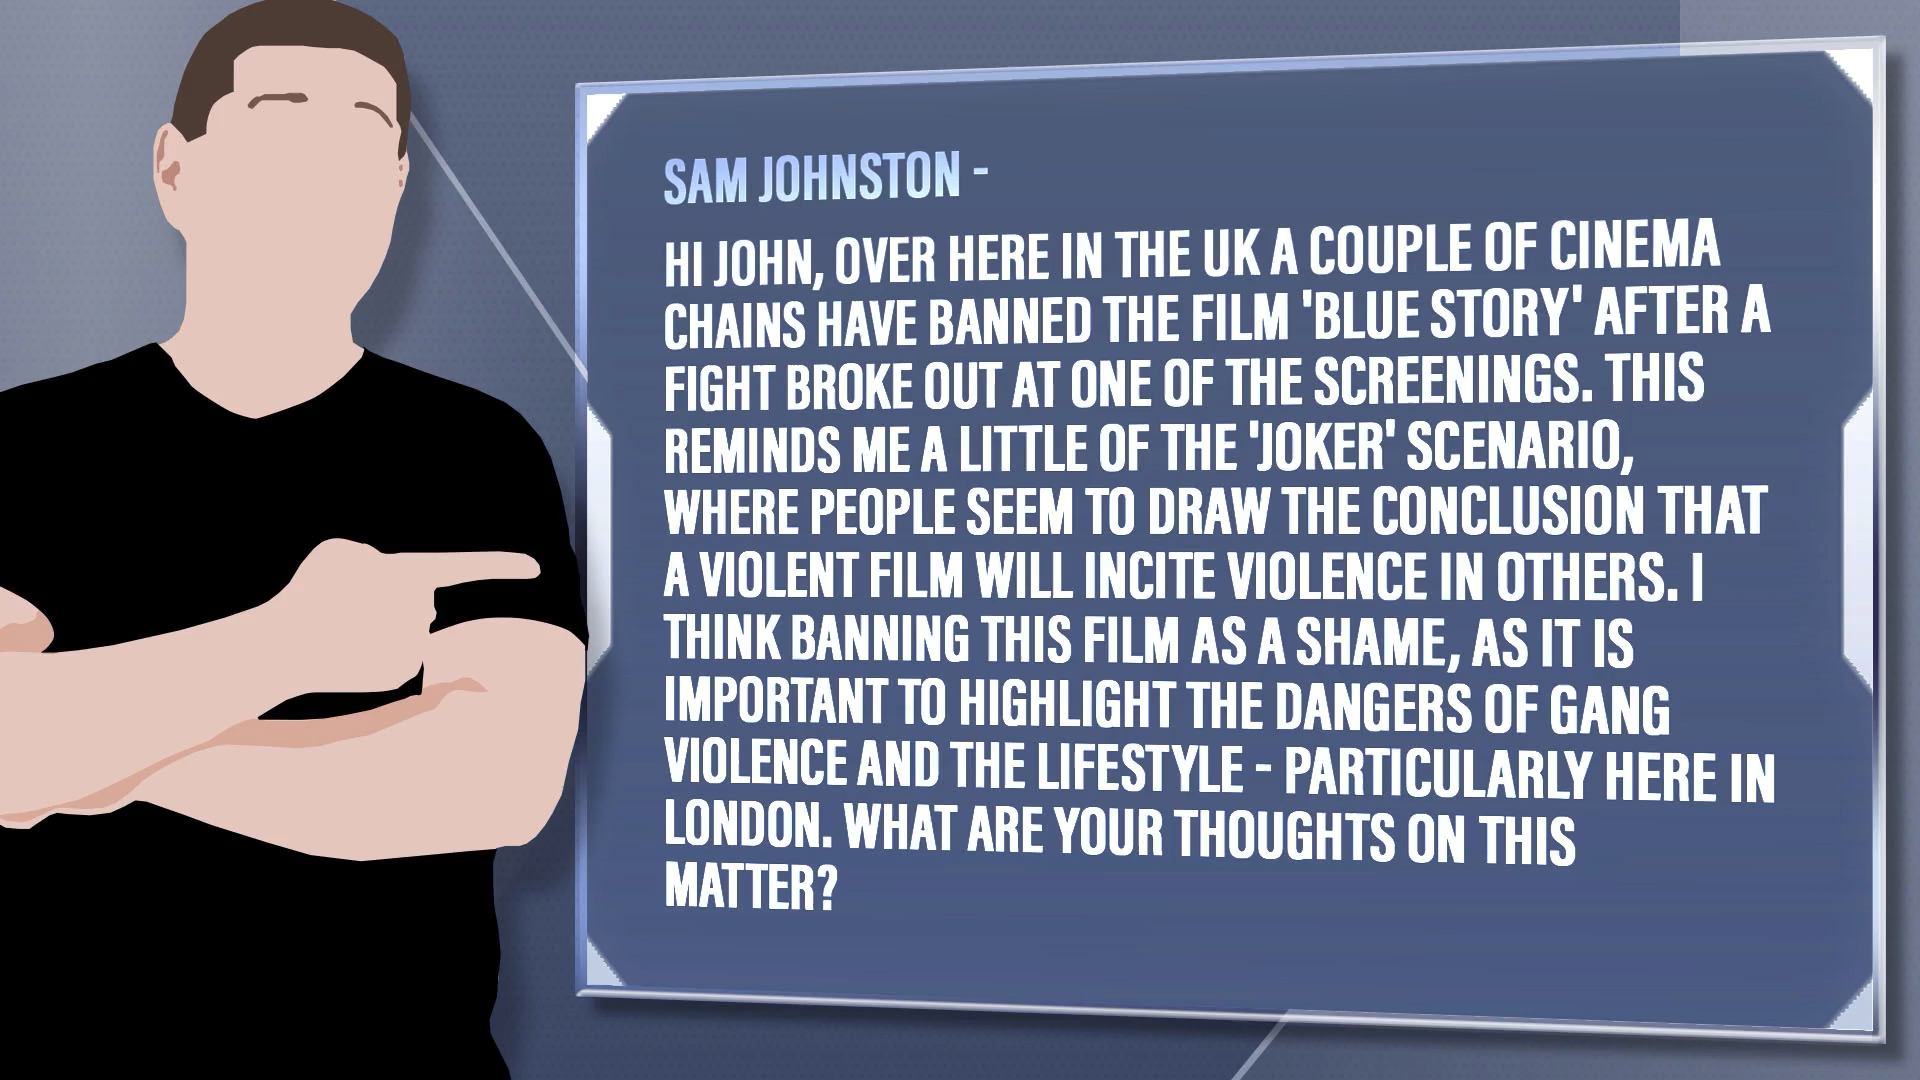 SAM JOHNSTON -
HI JOHN, OVER HERE IN THE UK A COUPLE OF CINEMA
CHAINS HAVE BANNED THE FILM 'BLUE STORY' AFTER A
FIGHT BROKE OUT AT ONE OF THE SCREENINGS. THIS
REMINDS ME A LITTLE OF THE 'JOKER' SCENARIO,
WHERE PEOPLE SEEM TO DRAW THE CONCLUSION THAT
A VIOLENT FILM WILL INCITE VIOLENCE IN OTHERS. I
THINK BANNING THIS FILM AS A SHAME, AS IT IS
IMPORTANT TO HIGHLIGHT THE DANGERS OF GANG
VIOLENCE AND THE LIFESTYLE - PARTICULARLY HERE IN
LONDON. WHAT ARE YOUR THOUGHTS ON THIS
MATTER?